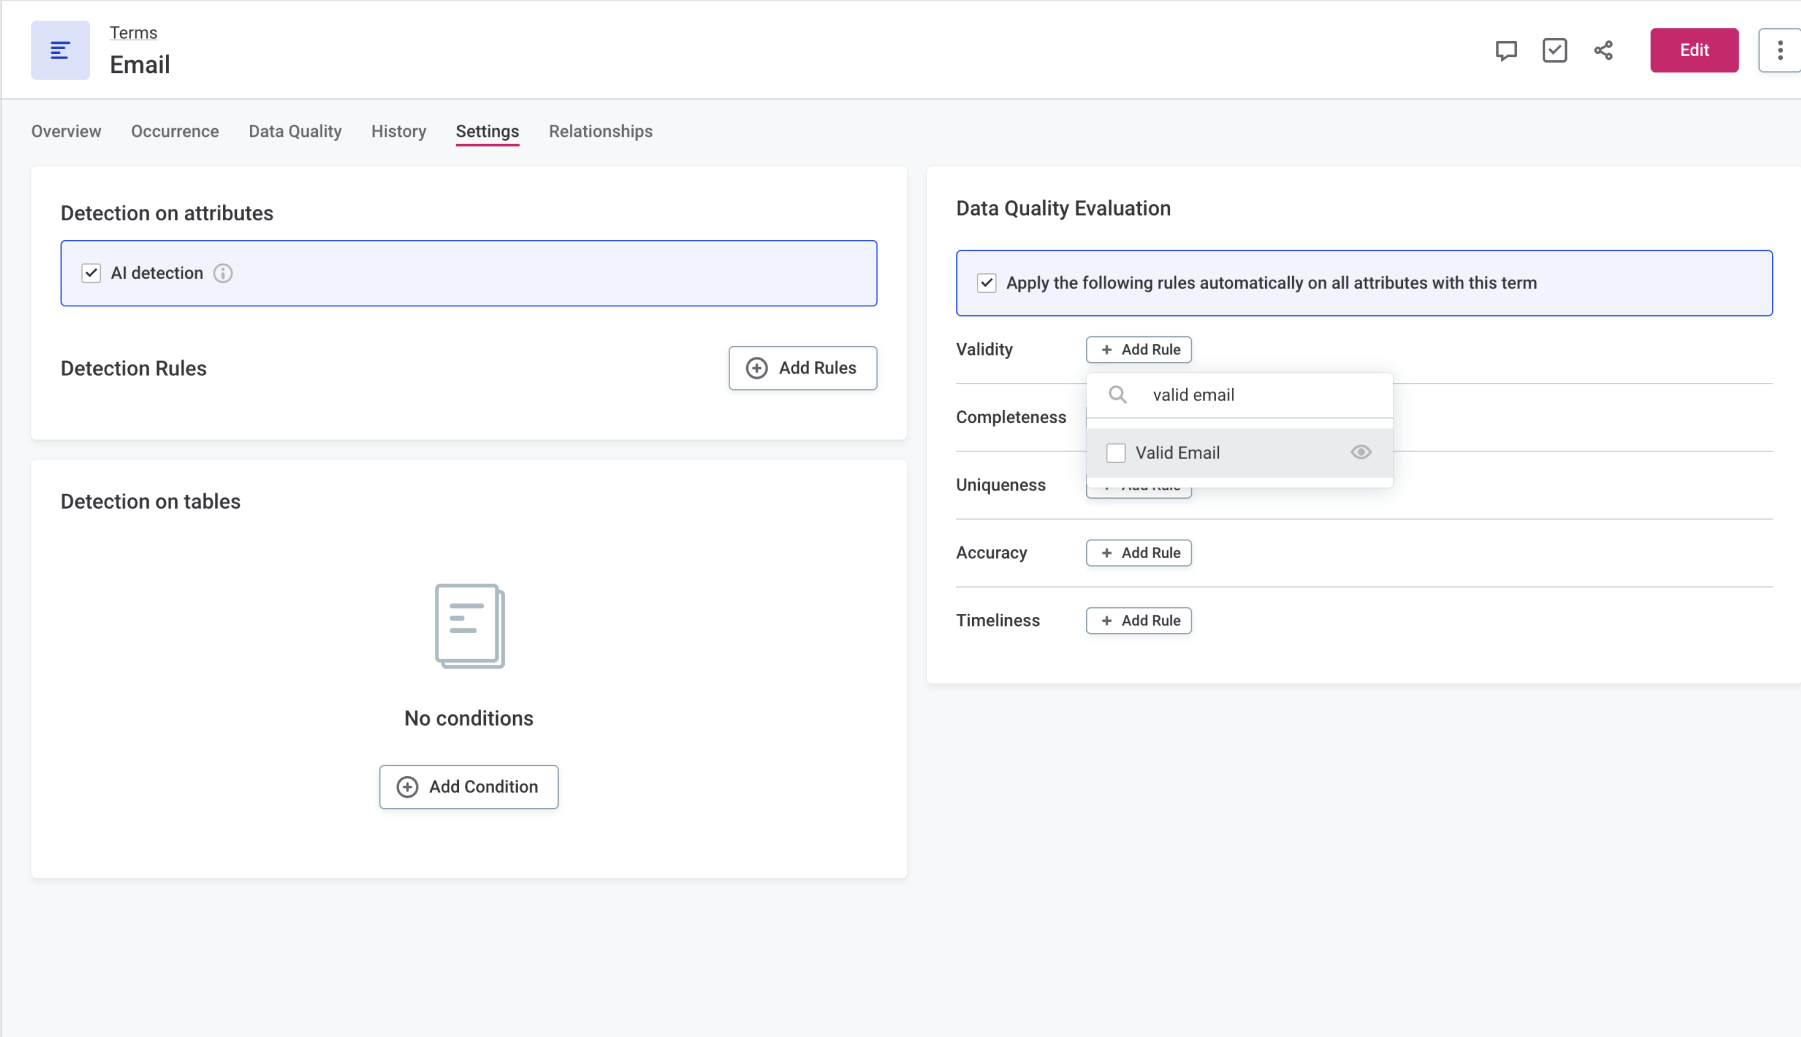 Terms
Email
Edit
Overview
Occurrence
Data Quality
History
Settings
Relationships
Detection on attributes
AI detection
Detection Rules
Add Rules
Detection on tables
No conditions
Add Condition
Data Quality Evaluation
Apply the following rules automatically on all attributes with this term
Validity
+ Add Rule
valid email
Valid Email
Completeness
Uniqueness
Add Rule
Accuracy
+ Add Rule
Timeliness
+ Add Rule